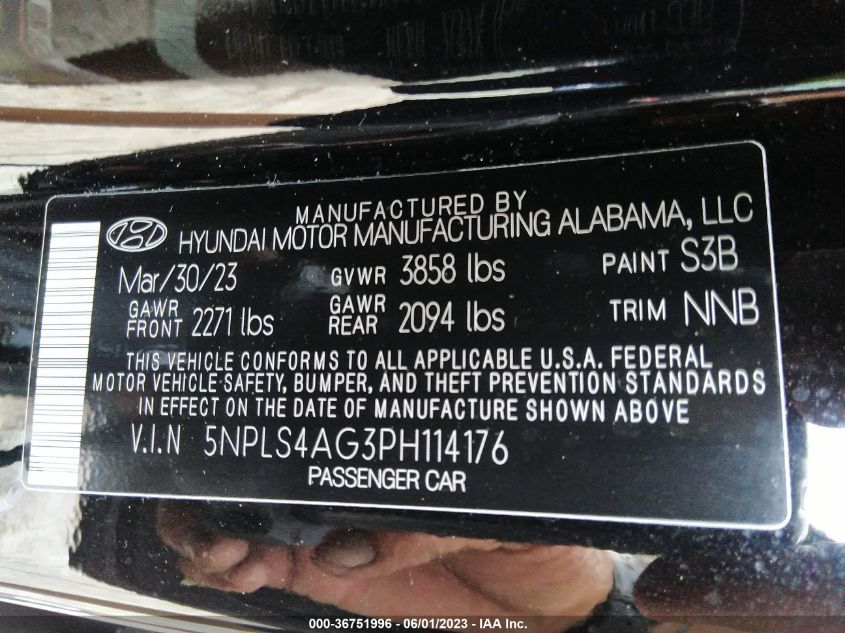 MANUFACTURED BY
HYUNDAI MOTOR MANUFACTURING ALABAMA, LLC
Mar/30/23 GVWR 3858 lbs PAINT S3B
GAWR FRONT 2271 lbs GAWR REAR 2094 lbs TRIM NNB
THIS VEHICLE CONFORMS TO ALL APPLICABLE U.S.A. FEDERAL
MOTOR VEHICLE SAFETY, BUMPER, AND THEFT PREVENTION STANDARDS
IN EFFECT ON THE DATE OF MANUFACTURE SHOWN ABOVE
V.I.N 5NPLS4AG3PH114176
PASSENGER CAR
000-36751996 - 06/01/2023 - IAA Inc.